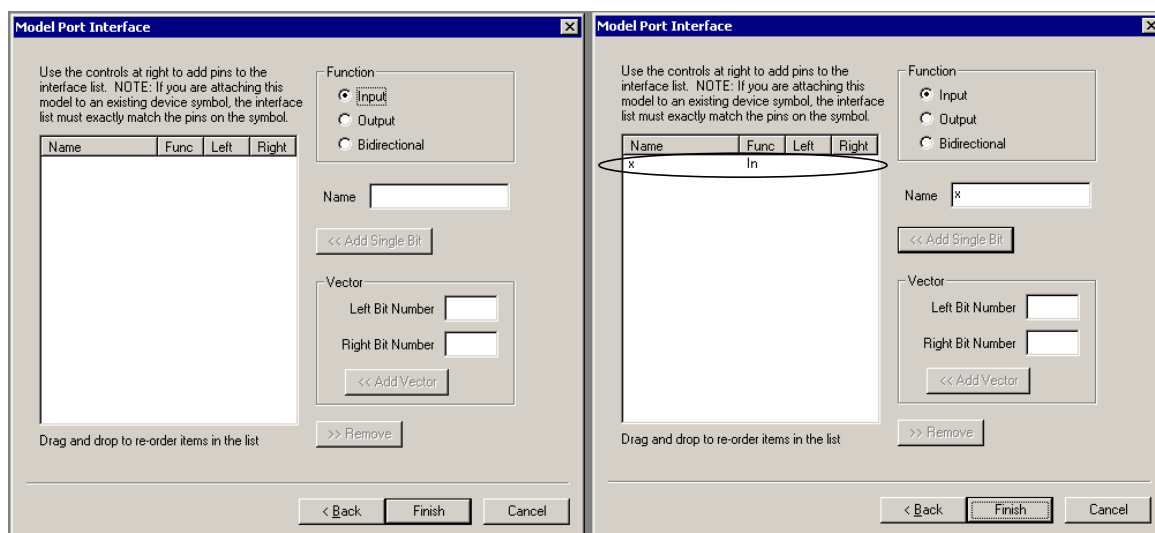 Model Port Interface
Use the controls at right to add pins to the
interface list. NOTE: If you are attaching this
model to an existing device symbol, the interface
list must exactly match the pins on the symbol.
Name Func Left Right
Drag and drop to re-order items in the list
Function
Input
Output
Bidirectional
Name
<< Add Single Bit
Vector
Left Bit Number
Right Bit Number
<< Add Vector
>> Remove
< Back Finish Cancel
Model Port Interface
Use the controls at right to add pins to the
interface list. NOTE: If you are attaching this
model to an existing device symbol, the interface
list must exactly match the pins on the symbol.
Name Func Left Right
x In
Drag and drop to re-order items in the list
Function
Input
Output
Bidirectional
Name x
<< Add Single Bit
Vector
Left Bit Number
Right Bit Number
<< Add Vector
>> Remove
< Back Finish Cancel